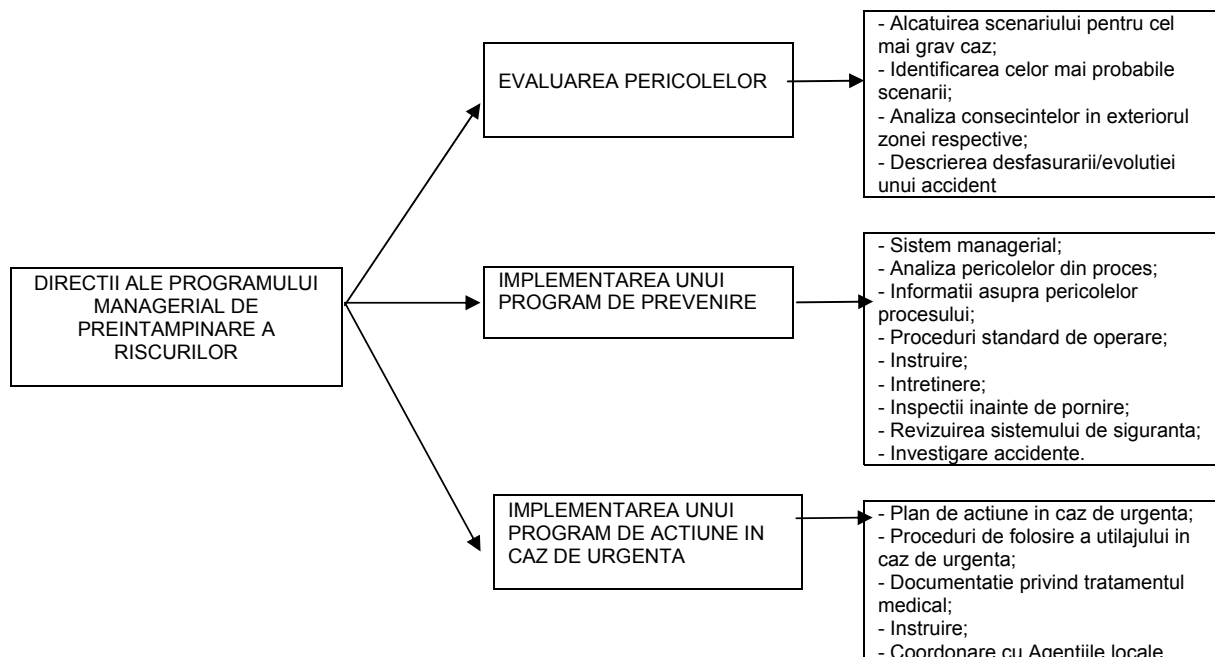 DIRECTII ALE PROGRAMULUI
MANAGERIAL DE
PREINTAMPINARE A
RISCURILOR
EVALUAREA PERICOLELOR
- Alcatuirea scenariului pentru cel
mai grav caz;
- Identificarea celor mai probabile
scenarii;
- Analiza consecintelor in exteriorul
zonei respective;
- Descrierea desfasurarii/evolutiei
unui accident
IMPLEMENTAREA UNUI
PROGRAM DE PREVENIRE
- Sistem managerial;
- Analiza pericolelor din proces;
- Informatii asupra pericolelor
procesului;
- Proceduri standard de operare;
- Instruire;
- Intretinere;
- Inspectii inainte de pornire;
- Revizuirea sistemului de siguranta;
- Investigare accidente.
IMPLEMENTAREA UNUI
PROGRAM DE ACTIUNE IN
CAZ DE URGENTA
- Plan de actiune in caz de urgenta;
- Proceduri de folosire a utilajului in
caz de urgenta;
- Documentatie privind tratamentul
medical;
- Instruire;
- Coordonare cu Agentiile locale